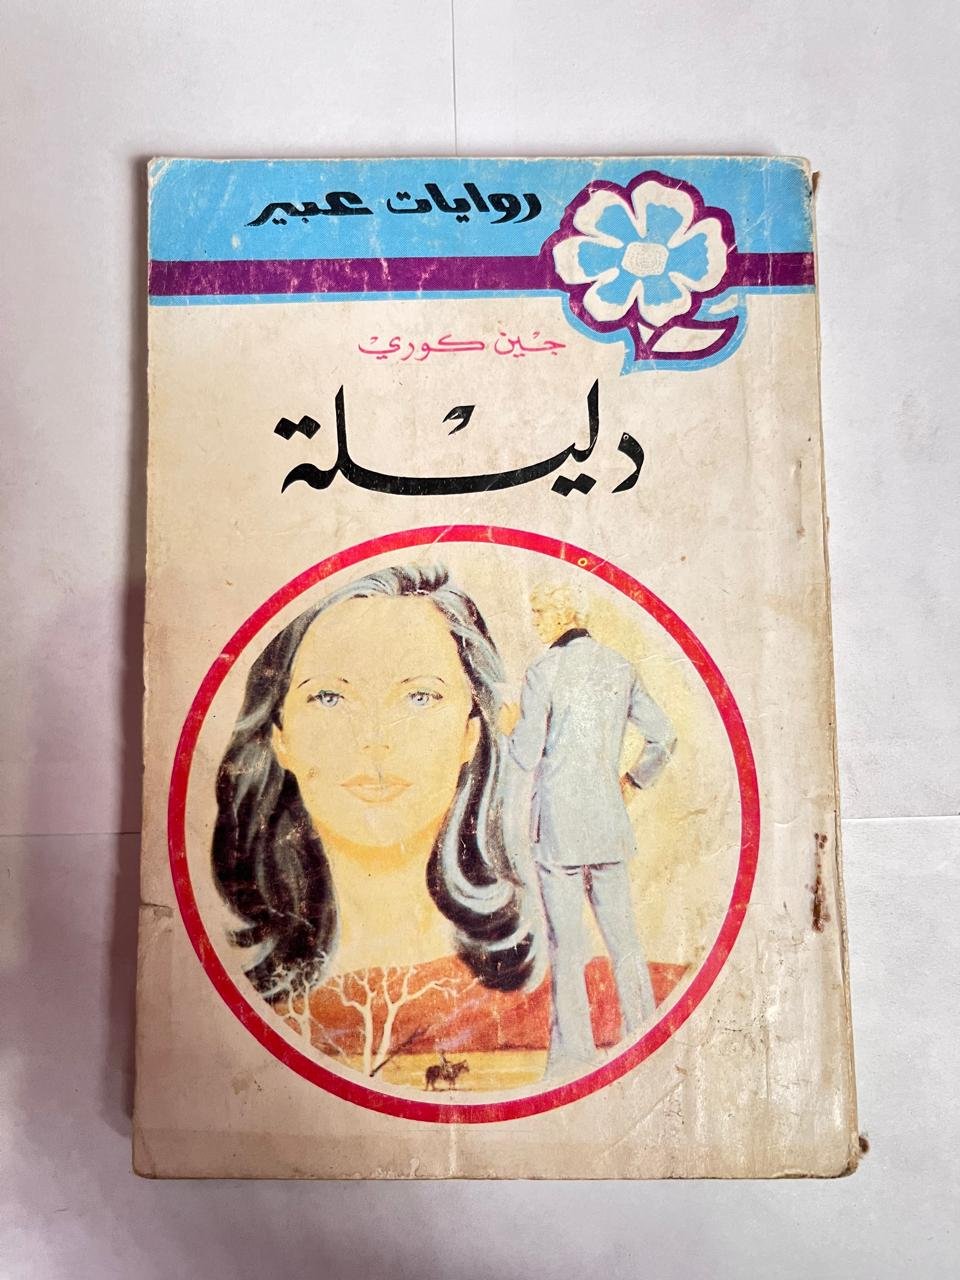 روايات عبير
جين كوري
دليلة